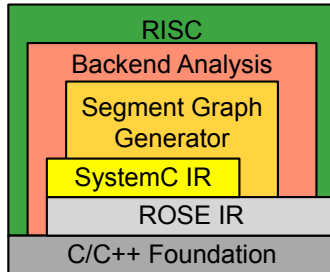 RISC
Backend Analysis
Segment Graph
Generator
SystemC IR
ROSE IR
C/C++ Foundation